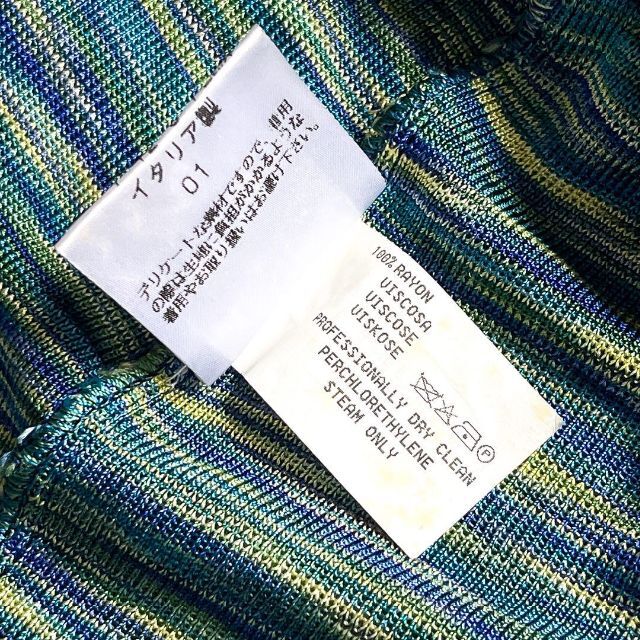 イタリア製
01
デリケートな素材ですので、着用
の際は生地に負担がかかるような
着用やお取り扱いはお避け下さい。
100% RAYON
VISCOSA
VISCOSE
VISKOSE
PROFESSIONALLY DRY CLEAN
PERCHLORETHYLENE
STEAM ONLY